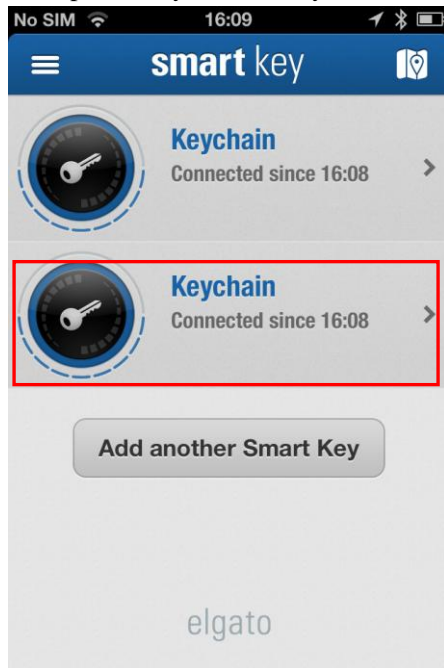 No SIM 16:09
smart key
Keychain
Connected since 16:08
Keychain
Connected since 16:08
Add another Smart Key
elgato